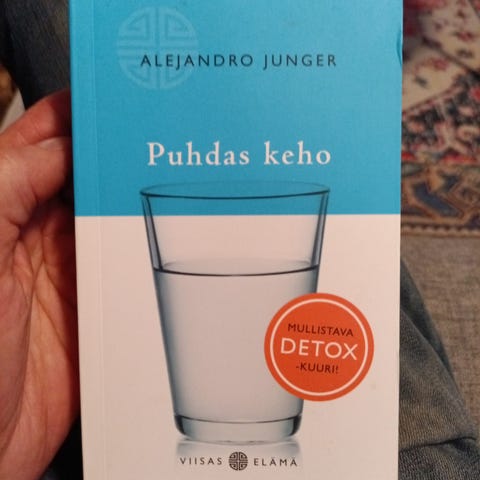 ALEJANDRO JUNGER
Puhdas keho
MULLISTAVA
DETOX
-KUURI!
VIISAS ELÄMÄ